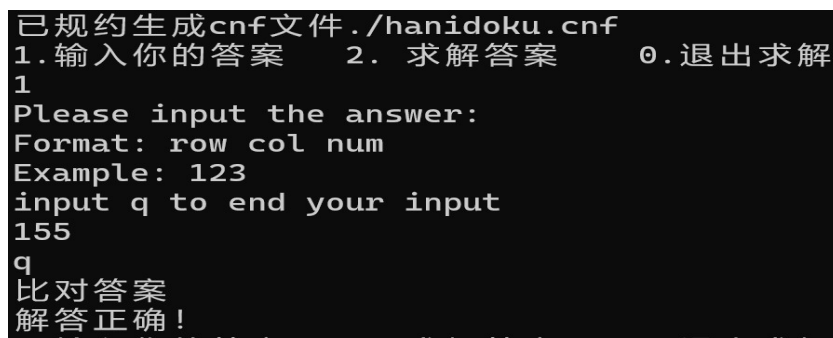 已规约生成cnf文件./hanidoku.cnf
1.输入你的答案 2. 求解答案 0.退出求解
1
Please input the answer:
Format: row col num
Example: 123
input q to end your input
155
q
比对答案
解答正确!